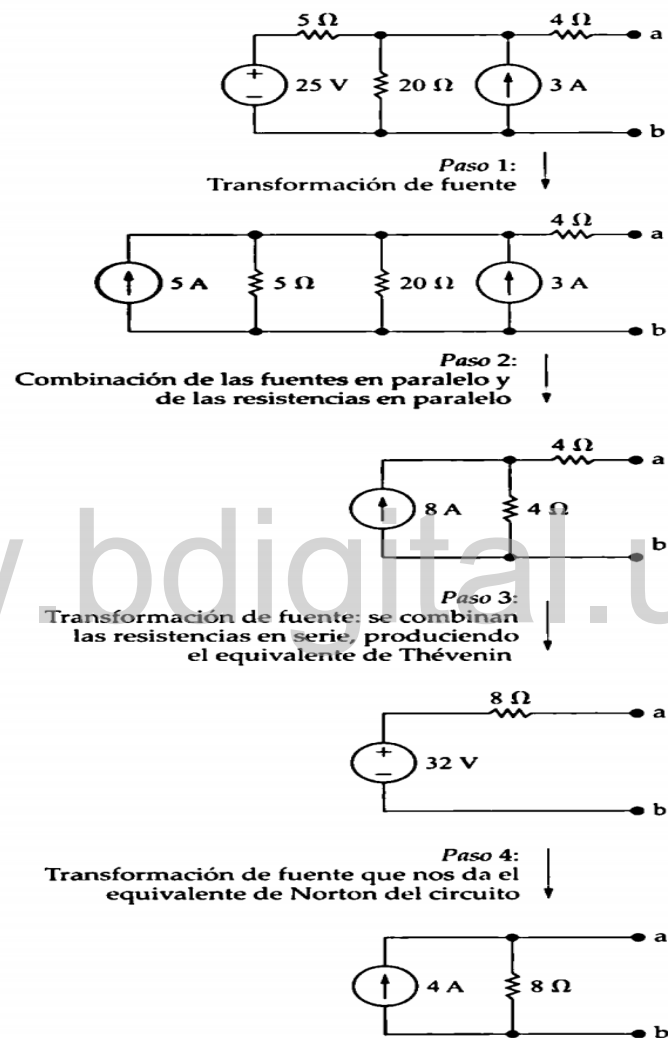 5 Ω
4 Ω
a
+
−
25 V
20 Ω
3 A
b
Paso 1:
Transformación de fuente
4 Ω
a
5 A
5 Ω
20 Ω
3 A
b
Paso 2:
Combinación de las fuentes en paralelo y
de las resistencias en paralelo
4 Ω
a
8 A
4 Ω
b
.bdigital.u
Paso 3:
Transformación de fuente: se combinan
las resistencias en serie, produciendo
el equivalente de Thévenin
8 Ω
a
+
−
32 V
b
Paso 4:
Transformación de fuente que nos da el
equivalente de Norton del circuito
a
4 A
8 Ω
b